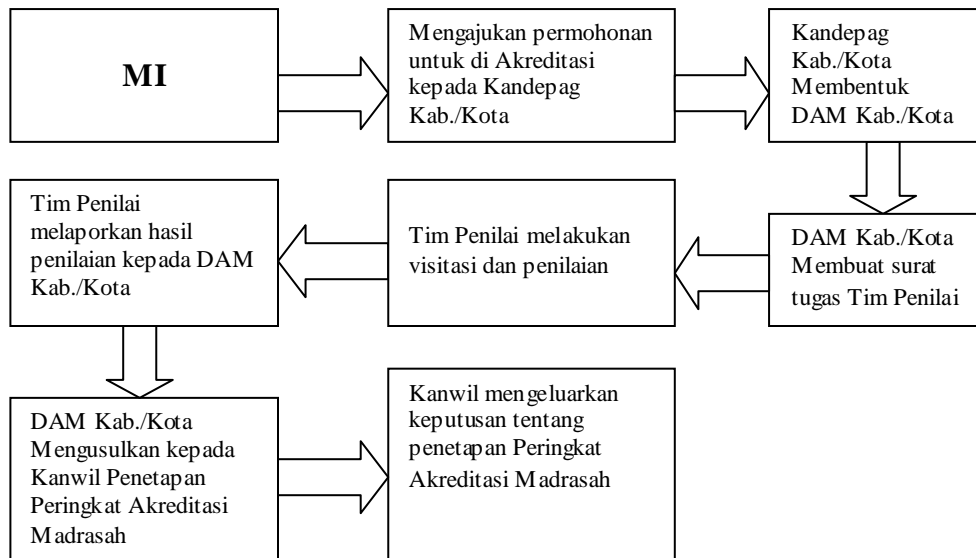 MI
Mengajukan permohonan
untuk di Akreditasi
kepada Kandepag
Kab./Kota
Kandepag
Kab./Kota
Membentuk
DAM Kab./Kota
DAM Kab./Kota
Membuat surat
tugas Tim Penilai
Tim Penilai melakukan
visitasi dan penilaian
Tim Penilai
melaporkan hasil
penilaian kepada DAM
Kab./Kota
DAM Kab./Kota
Mengusulkan kepada
Kanwil Penetapan
Peringkat Akreditasi
Madrasah
Kanwil mengeluarkan
keputusan tentang
penetapan Peringkat
Akreditasi Madrasah